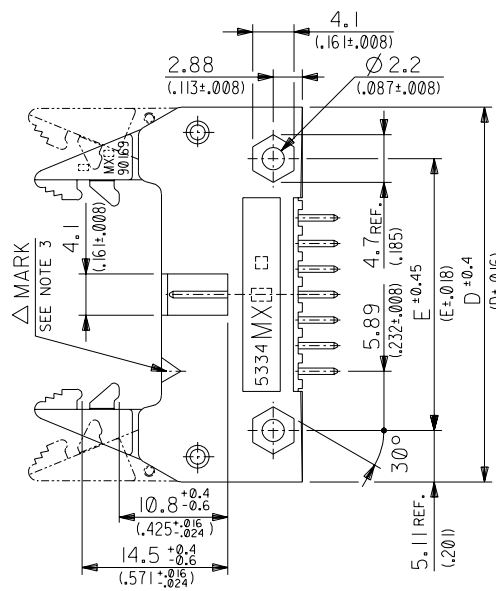 4.1
(.161±.008)
2.88
(.113±.008)
Ø 2.2
(.087±.008)
MX
90169
4.1
(.161±.008)
△ MARK
SEE NOTE 3
5334 MX
4.7 REF.
(.185)
5.89
(.232±.008)
E ±0.45
(E±.018)
D ±0.4
(D±.016)
30°
10.8 +0.4 -0.6
(.425 +.016 -.024)
14.5 +0.4 -0.6
(.571 +.016 -.024)
5.11 REF.
(.201)